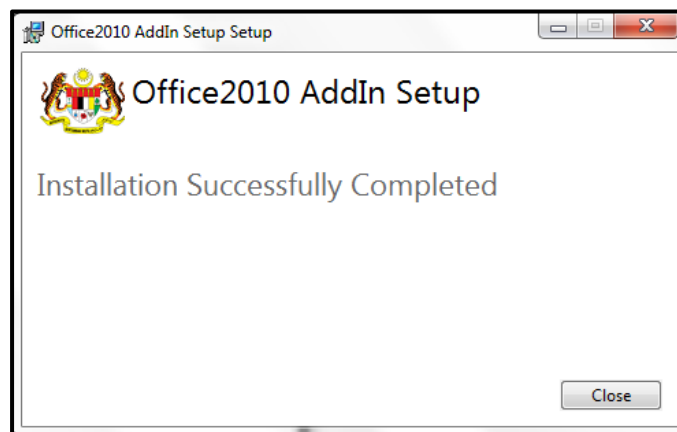 Office2010 AddIn Setup Setup
Office2010 AddIn Setup
Installation Successfully Completed
Close